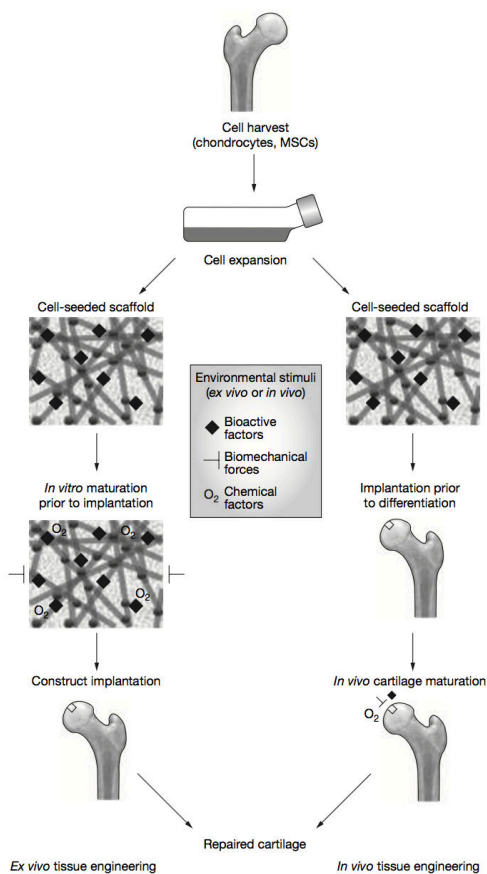 Cell harvest
(chondrocytes, MSCs)
Cell expansion
Cell-seeded scaffold
Cell-seeded scaffold
Environmental stimuli
(ex vivo or in vivo)
Bioactive
factors
Biomechanical
forces
O₂ Chemical
factors
In vitro maturation
prior to implantation
Implantation prior
to differentiation
O₂
O₂
O₂
O₂
Construct implantation
In vivo cartilage maturation
O₂
Repaired cartilage
Ex vivo tissue engineering
In vivo tissue engineering